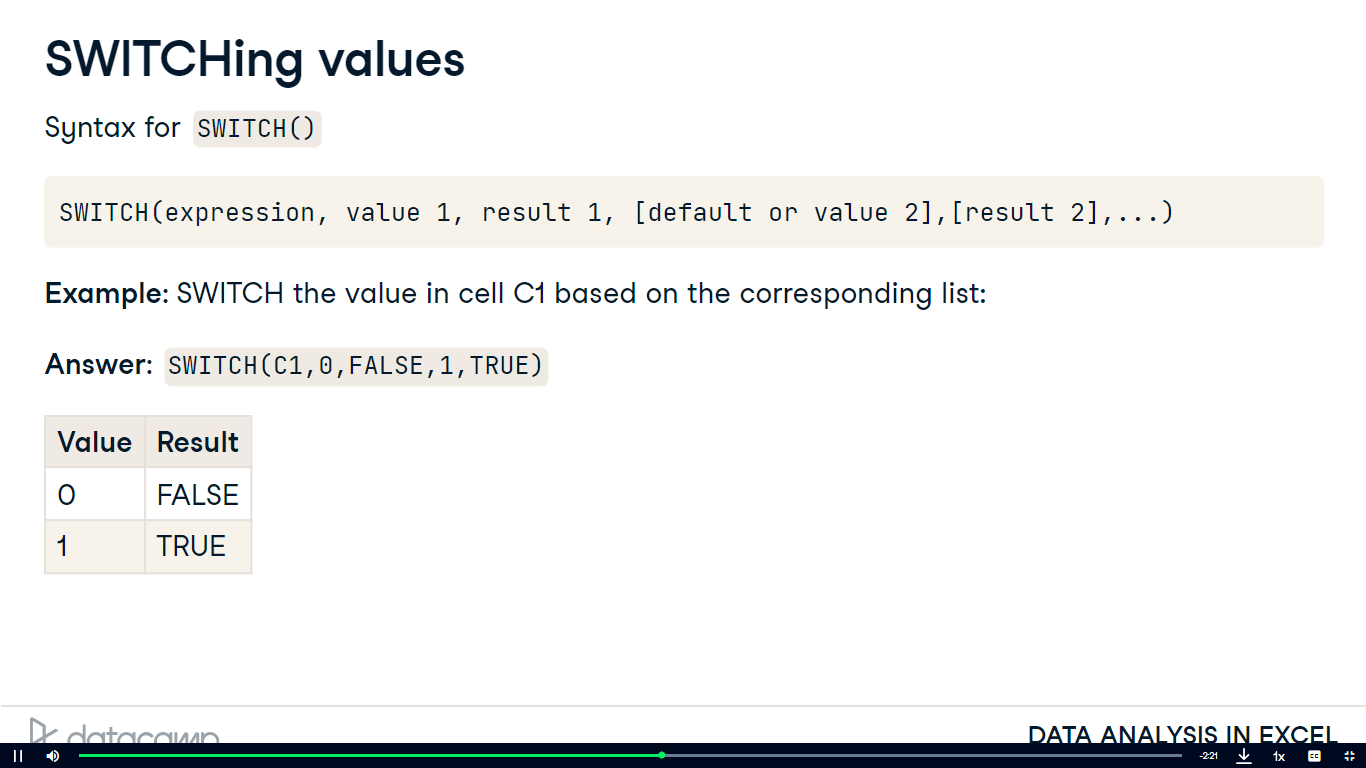 SWITCHing values
Syntax for SWITCH()
SWITCH(expression, value 1, result 1, [default or value 2],[result 2],...)
Example: SWITCH the value in cell C1 based on the corresponding list:
Answer: SWITCH(C1,0,FALSE,1,TRUE)
Value Result
0 FALSE
1 TRUE
datacamp
DATA ANALYSIS IN EXCEL
-2:21 1x CC